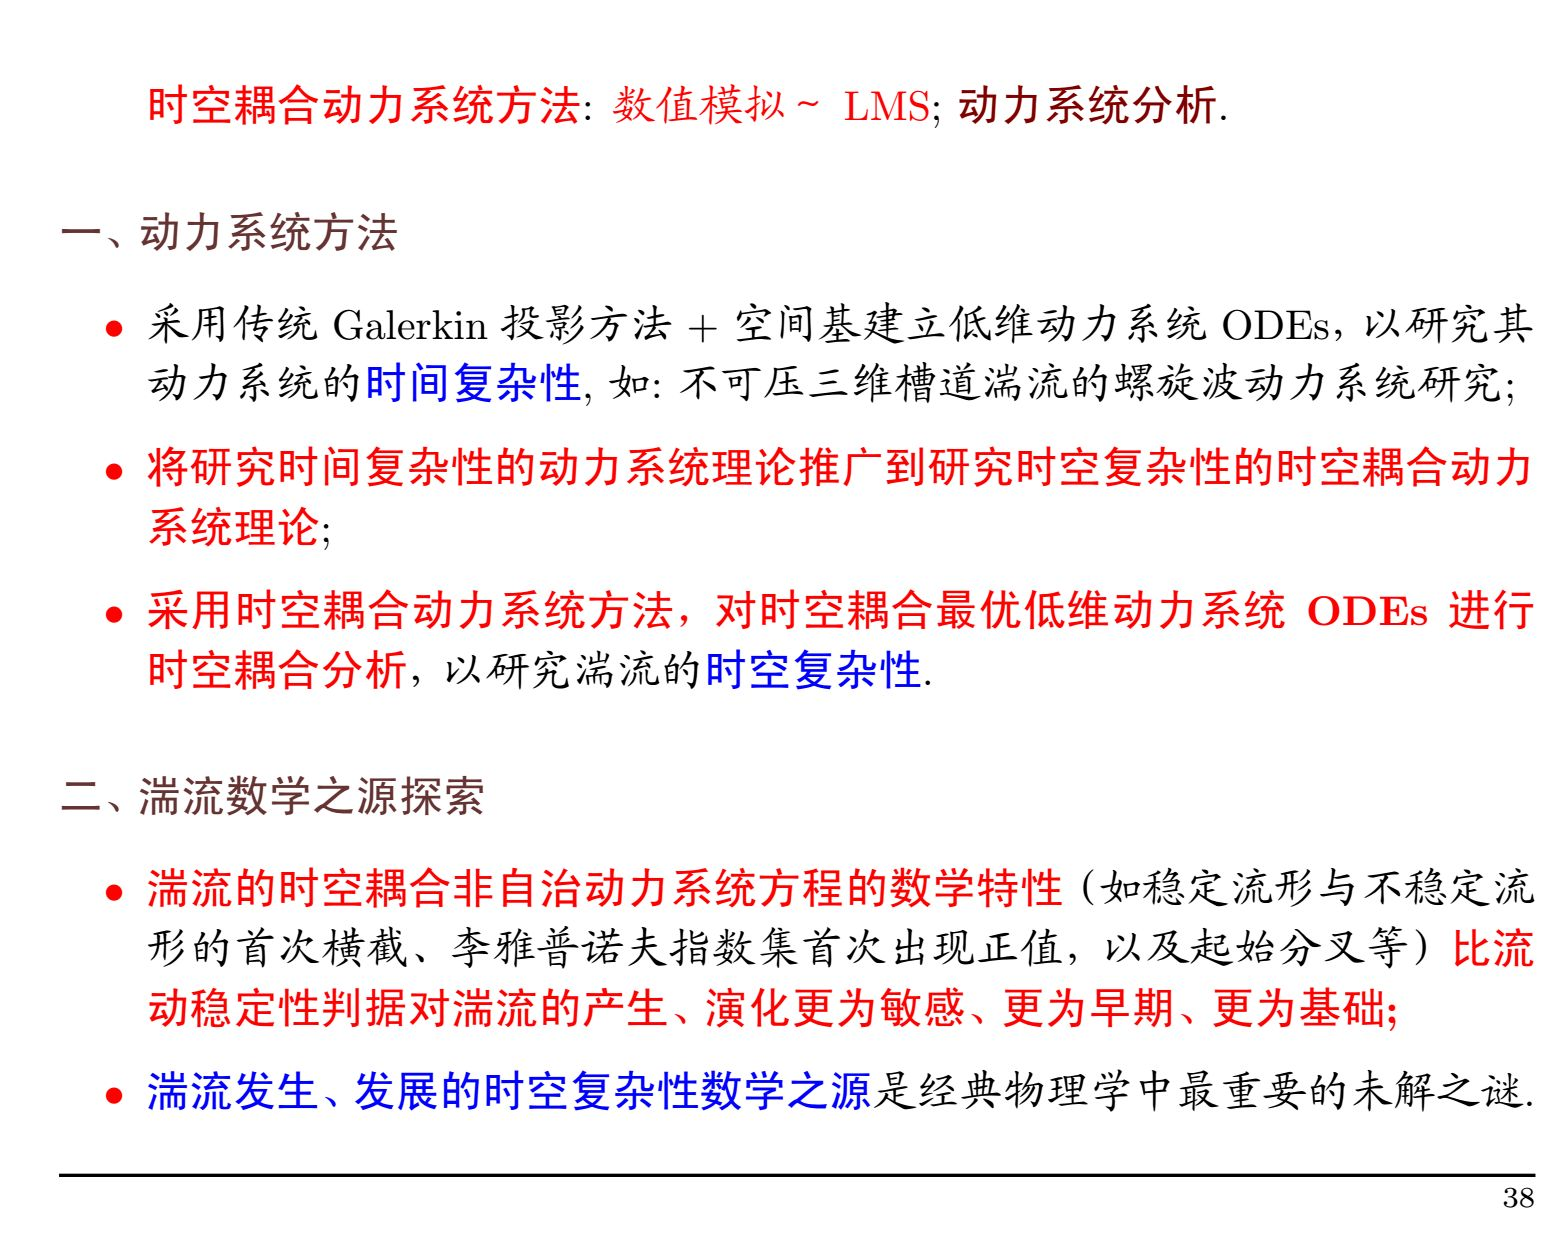 时空耦合动力系统方法: 数值模拟 ~ LMS; 动力系统分析.
一、动力系统方法
• 采用传统 Galerkin 投影方法 + 空间基建立低维动力系统 ODEs, 以研究其
动力系统的时间复杂性, 如: 不可压三维槽道湍流的螺旋波动力系统研究;
• 将研究时间复杂性的动力系统理论推广到研究时空复杂性的时空耦合动力
系统理论;
• 采用时空耦合动力系统方法，对时空耦合最优低维动力系统 ODEs 进行
时空耦合分析，以研究湍流的时空复杂性.
二、湍流数学之源探索
• 湍流的时空耦合非自治动力系统方程的数学特性（如稳定流形与不稳定流
形的首次横截、李雅普诺夫指数集首次出现正值，以及起始分叉等）比流
动稳定性判据对湍流的产生、演化更为敏感、更为早期、更为基础;
• 湍流发生、发展的时空复杂性数学之源是经典物理学中最重要的未解之谜.
38